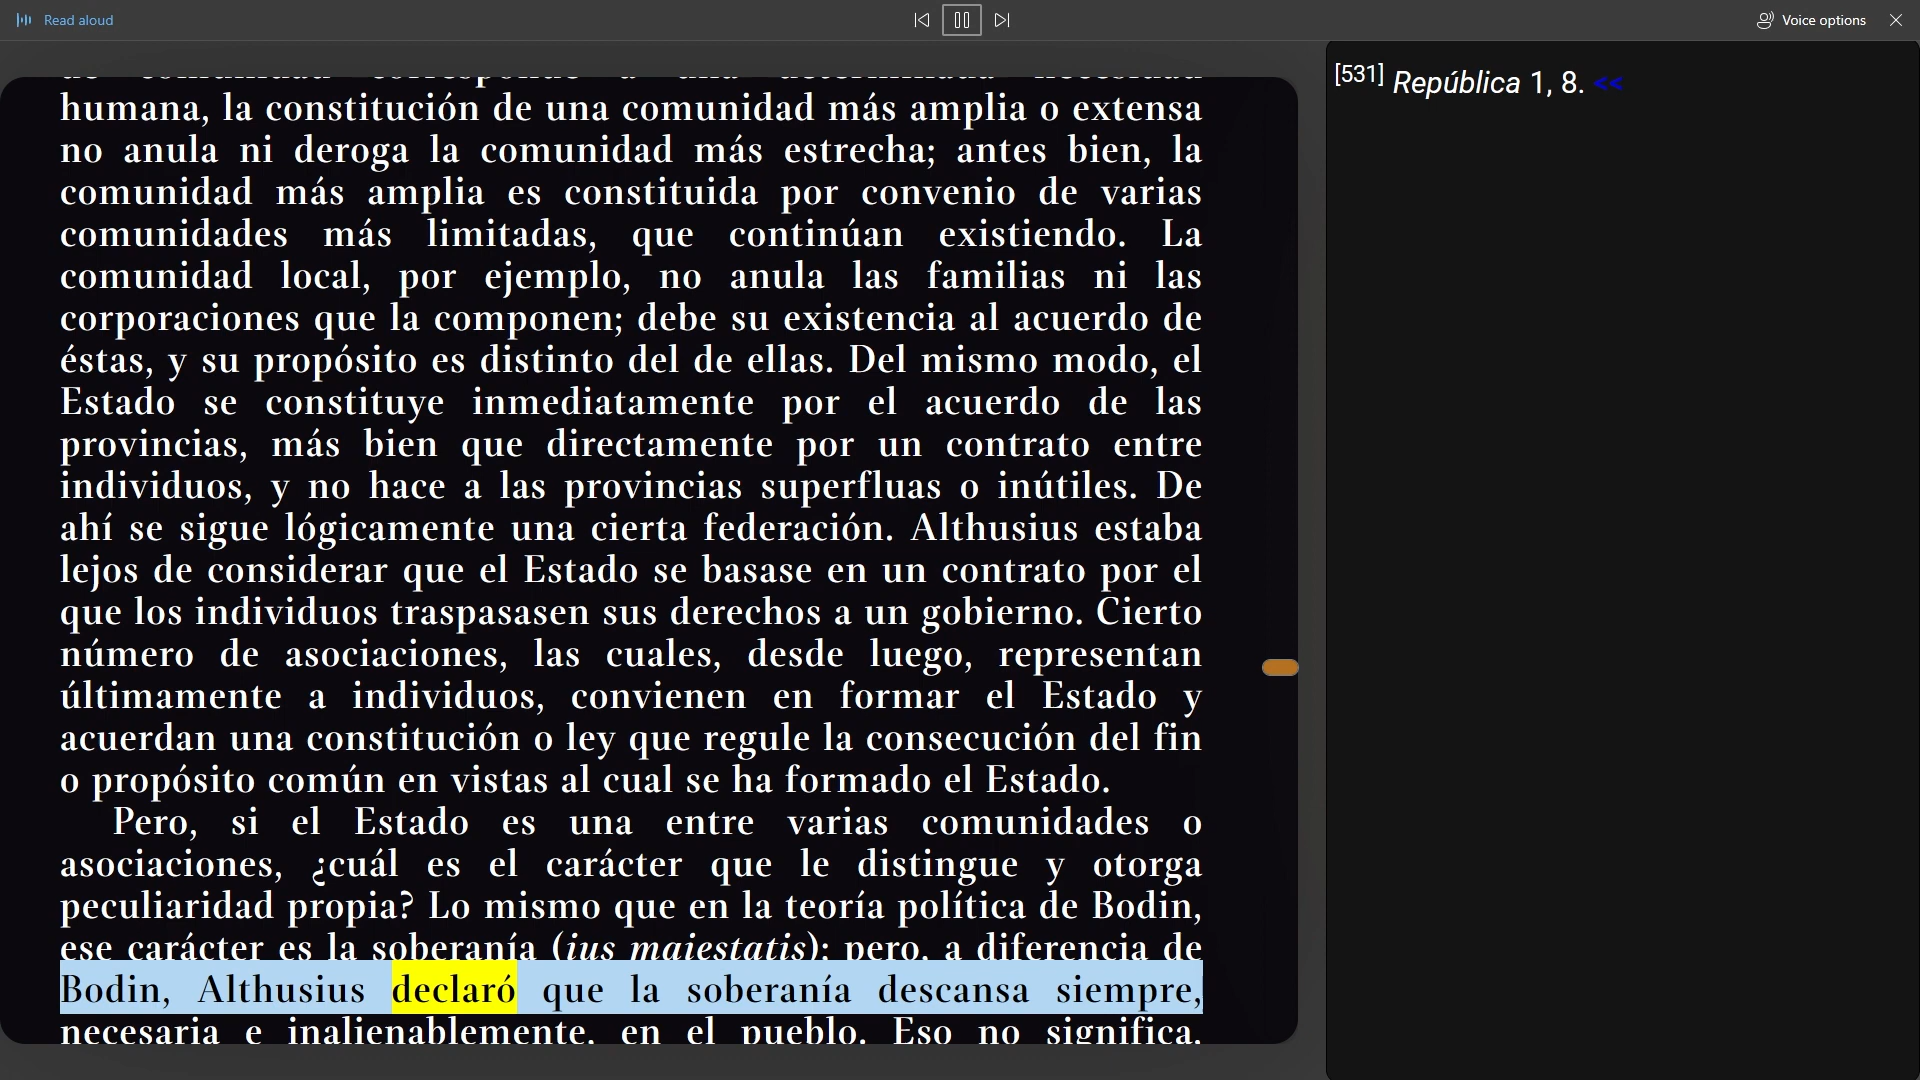 Read aloud
Voice options
de comunidad corresponde a una determinada necesidad
humana, la constitución de una comunidad más amplia o extensa
no anula ni deroga la comunidad más estrecha; antes bien, la
comunidad más amplia es constituida por convenio de varias
comunidades más limitadas, que continúan existiendo. La
comunidad local, por ejemplo, no anula las familias ni las
corporaciones que la componen; debe su existencia al acuerdo de
éstas, y su propósito es distinto del de ellas. Del mismo modo, el
Estado se constituye inmediatamente por el acuerdo de las
provincias, más bien que directamente por un contrato entre
individuos, y no hace a las provincias superfluas o inútiles. De
ahí se sigue lógicamente una cierta federación. Althusius estaba
lejos de considerar que el Estado se basase en un contrato por el
que los individuos traspasasen sus derechos a un gobierno. Cierto
número de asociaciones, las cuales, desde luego, representan
últimamente a individuos, convienen en formar el Estado y
acuerdan una constitución o ley que regule la consecución del fin
o propósito común en vistas al cual se ha formado el Estado.
Pero, si el Estado es una entre varias comunidades o
asociaciones, ¿cuál es el carácter que le distingue y otorga
peculiaridad propia? Lo mismo que en la teoría política de Bodin,
ese carácter es la soberanía (ius maiestatis); pero, a diferencia de
Bodin, Althusius declaró que la soberanía descansa siempre,
necesaria e inalienablemente, en el pueblo. Eso no significa,
[531] República 1, 8. <<